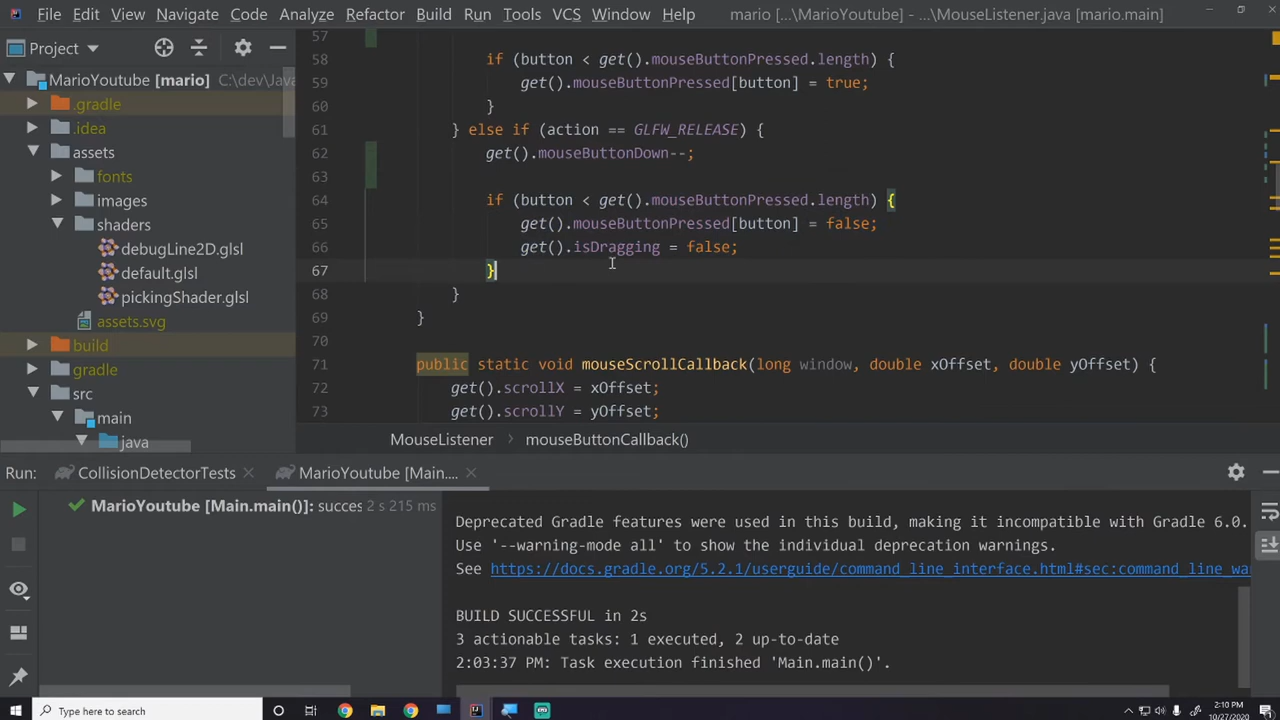 File Edit View Navigate Code Analyze Refactor Build Run Tools VCS Window Help mario [...\MarioYoutube] - ...\MouseListener.java [mario.main]
Project
MarioYoutube [mario] C:\dev\Java
.gradle
.idea
assets
fonts
images
shaders
debugLine2D.glsl
default.glsl
pickingShader.glsl
assets.svg
build
gradle
src
main
java
57
58 if (button < get().mouseButtonPressed.length) {
59 get().mouseButtonPressed[button] = true;
60 }
61 } else if (action == GLFW_RELEASE) {
62 get().mouseButtonDown--;
63
64 if (button < get().mouseButtonPressed.length) {
65 get().mouseButtonPressed[button] = false;
66 get().isDragging = false;
67 }
68 }
69 }
70
71 public static void mouseScrollCallback(long window, double xOffset, double yOffset) {
72 get().scrollX = xOffset;
73 get().scrollY = yOffset;
MouseListener mouseButtonCallback()
Run: CollisionDetectorTests MarioYoutube [Main....
MarioYoutube [Main.main()]: succes 2 s 215 ms
Deprecated Gradle features were used in this build, making it incompatible with Gradle 6.0.
Use '--warning-mode all' to show the individual deprecation warnings.
See https://docs.gradle.org/5.2.1/userguide/command_line_interface.html#sec:command_line_wa
BUILD SUCCESSFUL in 2s
3 actionable tasks: 1 executed, 2 up-to-date
2:03:37 PM: Task execution finished 'Main.main()'.
Type here to search
2:10 PM
10/27/2020